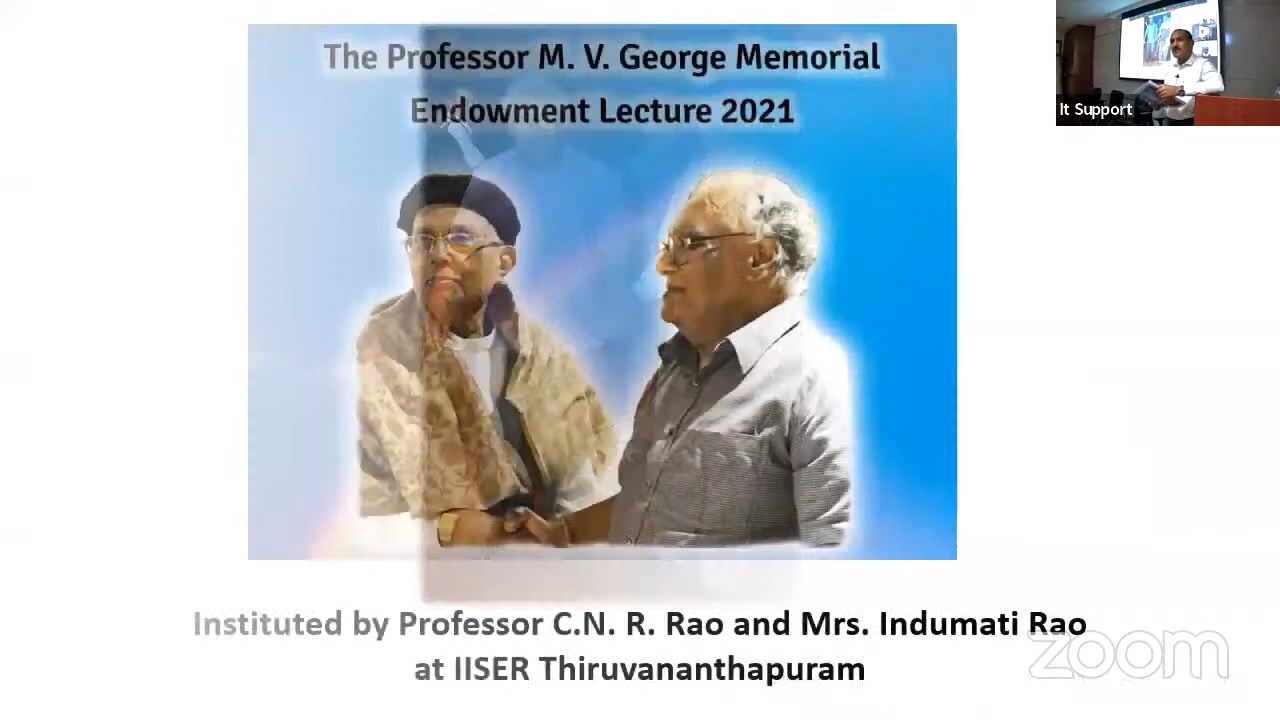 The Professor M. V. George Memorial
Endowment Lecture 2021
It Support
Instituted by Professor C.N. R. Rao and Mrs. Indumati Rao
at IISER Thiruvananthapuram
zoom